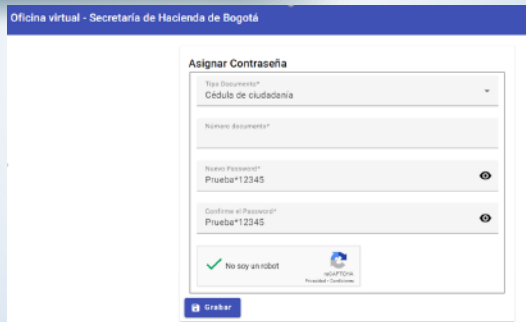 Oficina virtual - Secretaría de Hacienda de Bogotá
Asignar Contraseña
Tipo Documento*
Cédula de ciudadanía
Número documento*
Nuevo Password*
Prueba*12345
Confirme el Password*
Prueba*12345
No soy un robot
reCAPTCHA
Privacidad - Condiciones
Grabar